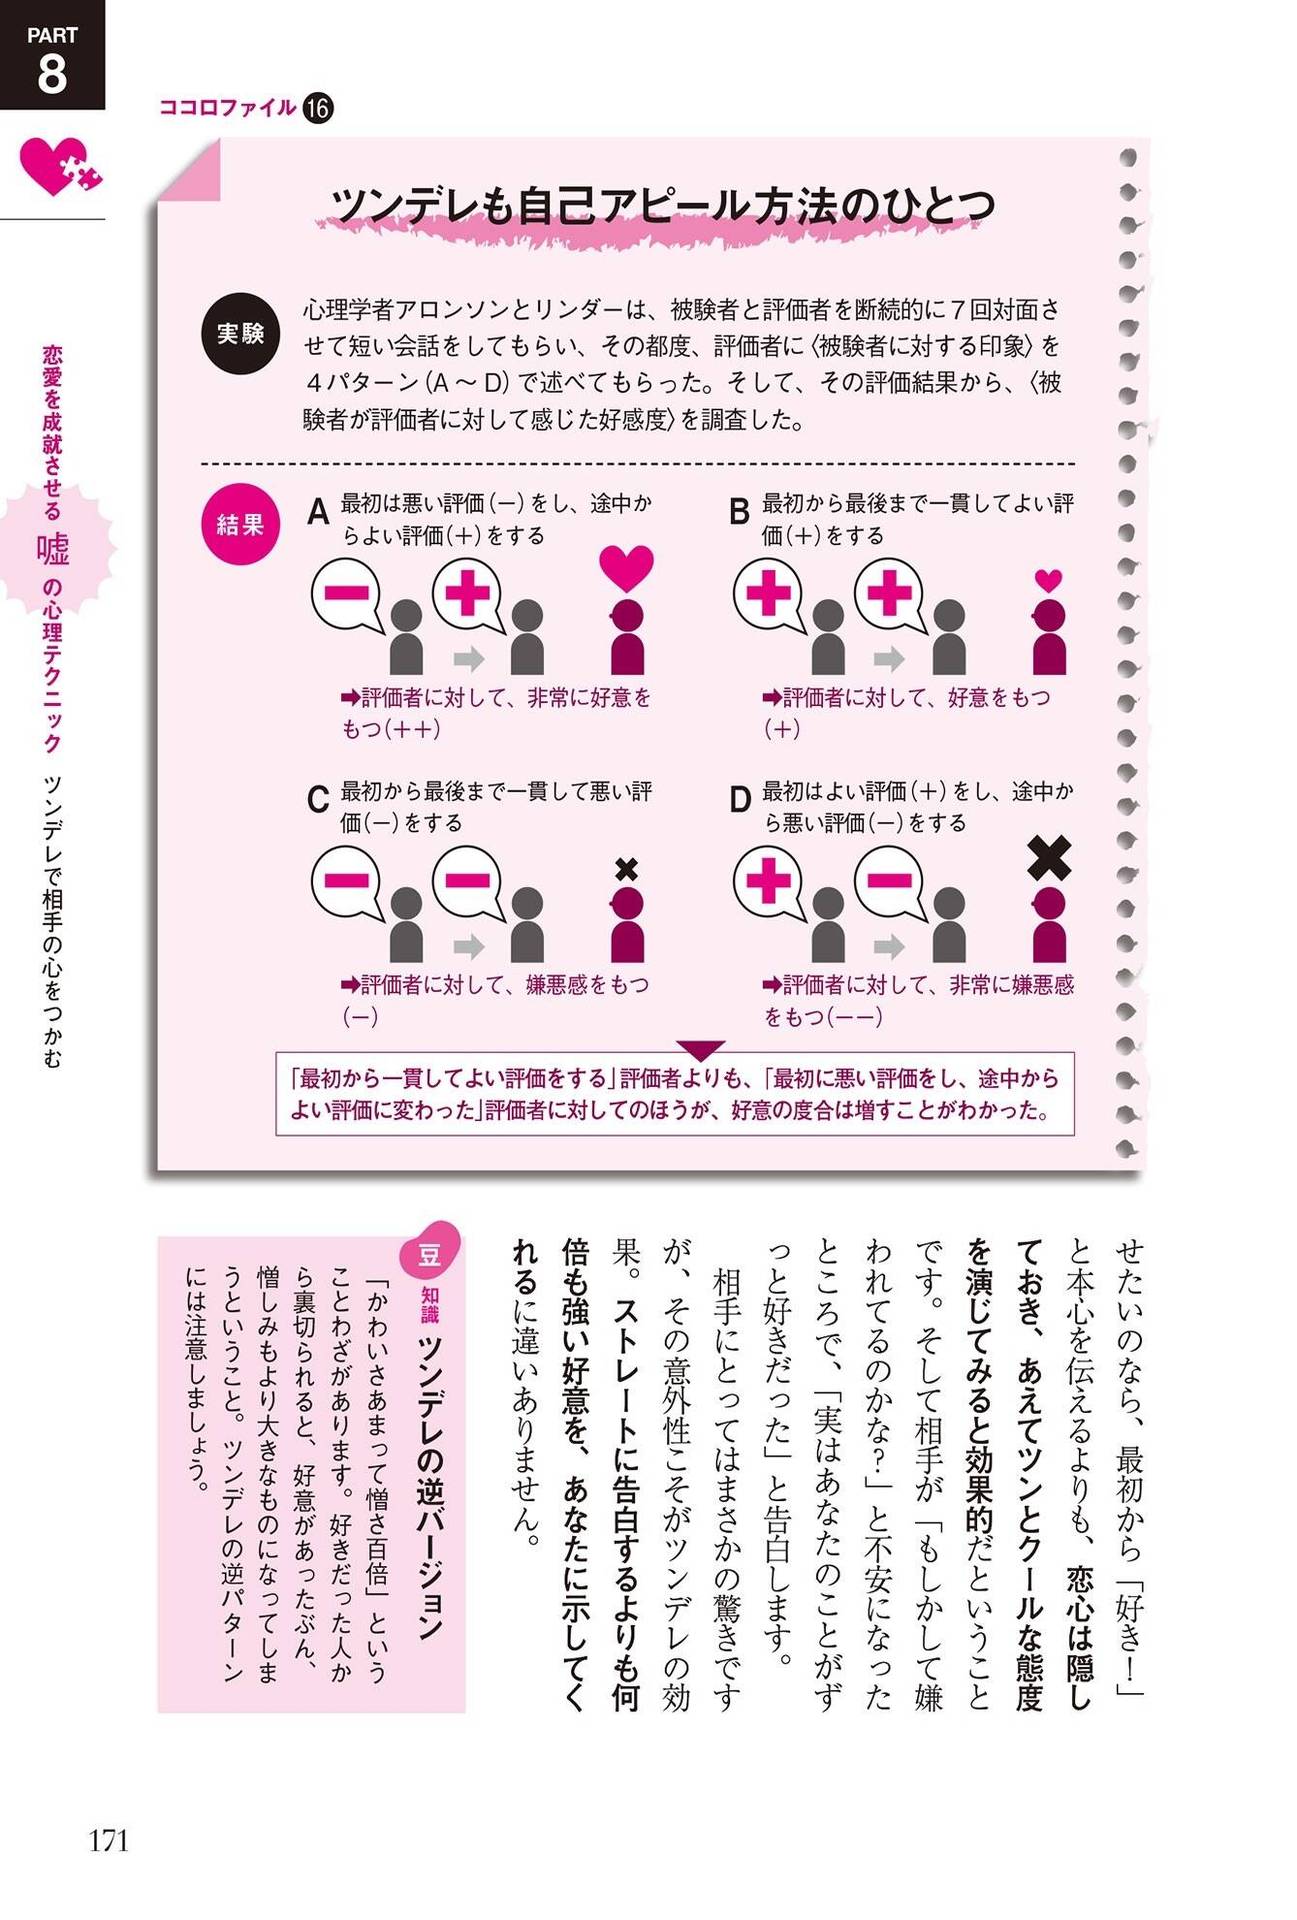 PART
8
ココロファイル16
ツンデレも自己アピール方法のひとつ
実験
心理学者アロンソンとリンダーは、被験者と評価者を断続的に7回対面さ
せて短い会話をしてもらい、その都度、評価者に〈被験者に対する印象〉を
4パターン(A〜D)で述べてもらった。そして、その評価結果から、〈被
験者が評価者に対して感じた好感度〉を調査した。
結果
A 最初は悪い評価(−)をし、途中か
らよい評価(+)をする
➡評価者に対して、非常に好意を
もつ(++)
B 最初から最後まで一貫してよい評
価(+)をする
➡評価者に対して、好意をもつ
(+)
C 最初から最後まで一貫して悪い評
価(−)をする
➡評価者に対して、嫌悪感をもつ
(−)
D 最初はよい評価(+)をし、途中か
ら悪い評価(−)をする
➡評価者に対して、非常に嫌悪感
をもつ(−−)
「最初から一貫してよい評価をする」評価者よりも、「最初に悪い評価をし、途中から
よい評価に変わった」評価者に対してのほうが、好意の度合は増すことがわかった。
せたいのなら、最初から「好き！」
と本心を伝えるよりも、恋心は隠し
ておき、あえてツンとクールな態度
を演じてみると効果的だということ
です。そして相手が「もしかして嫌
われてるのかな？」と不安になった
ところで、「実はあなたのことがず
っと好きだった」と告白します。
相手にとってはまさかの驚きです
が、その意外性こそがツンデレの効
果。ストレートに告白するよりも何
倍も強い好意を、あなたに示してく
れるに違いありません。
豆知識 ツンデレの逆バージョン
「かわいさあまって憎さ百倍」という
ことわざがあります。好きだった人か
ら裏切られると、好意があったぶん、
憎しみもより大きなものになってしま
うということ。ツンデレの逆パターン
には注意しましょう。
恋愛を成就させる嘘の心理テクニック ツンデレで相手の心をつかむ
171